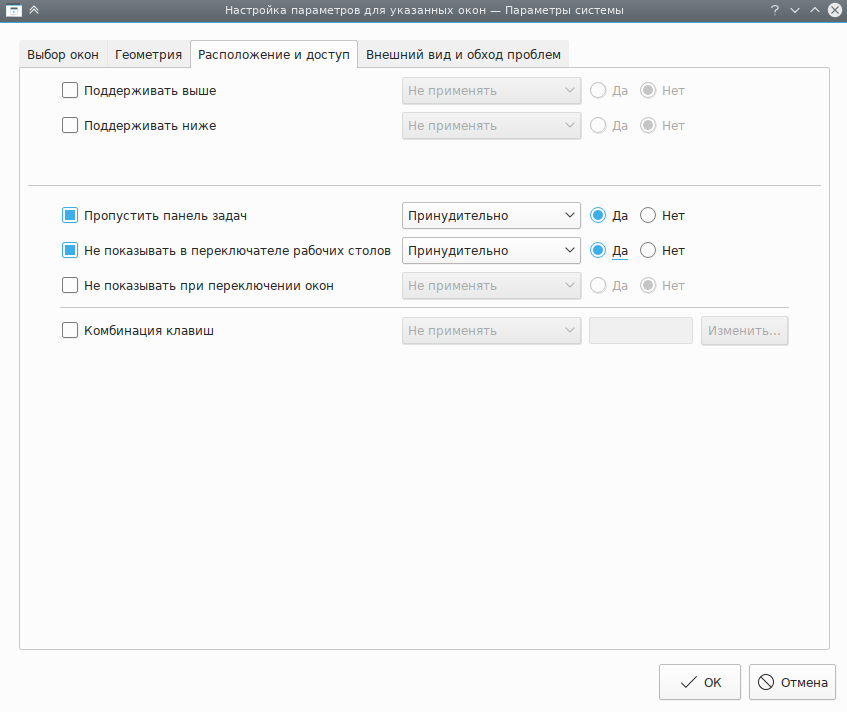 Настройка параметров для указанных окон — Параметры системы
Выбор окон Геометрия Расположение и доступ Внешний вид и обход проблем
Поддерживать выше Не применять Да Нет
Поддерживать ниже Не применять Да Нет
Пропустить панель задач Принудительно Да Нет
Не показывать в переключателе рабочих столов Принудительно Да Нет
Не показывать при переключении окон Не применять Да Нет
Комбинация клавиш Не применять Изменить...
ОК Отмена